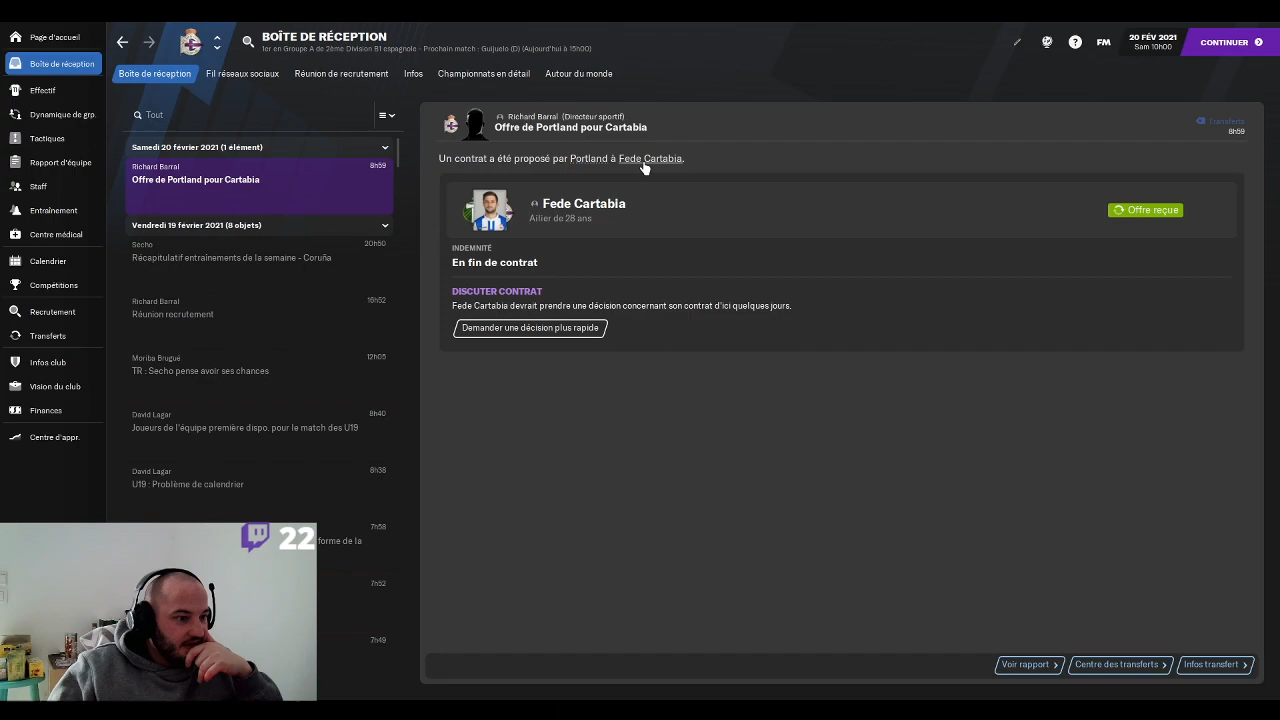 Page d'accueil
Boîte de réception
Effectif
Dynamique de grp.
Tactiques
Rapport d'équipe
Staff
Entraînement
Centre médical
Calendrier
Compétitions
Recrutement
Transferts
Infos club
Vision du club
Finances
Centre d'appr.
BOÎTE DE RÉCEPTION
1er en Groupe A de 2ème Division B1 espagnole - Prochain match : Guijuelo (D) (Aujourd'hui à 15h00)
FM
20 FÉV 2021
Sam 10h00
CONTINUER
Boîte de réception
Fil réseaux sociaux
Réunion de recrutement
Infos
Championnats en détail
Autour du monde
Tout
Samedi 20 février 2021 (1 élément)
Richard Barral 8h59
Offre de Portland pour Cartabia
Vendredi 19 février 2021 (8 objets)
Secho 20h50
Récapitulatif entraînements de la semaine - Coruña
Richard Barral 16h52
Réunion recrutement
Moriba Brugué 12h05
TR : Secho pense avoir ses chances
David Lagar 8h40
Joueurs de l'équipe première dispo. pour le match des U19
David Lagar 8h38
U19 : Problème de calendrier
7h58
forme de la
7h52
7h49
22
Richard Barral (Directeur sportif)
Offre de Portland pour Cartabia
Transferts
8h59
Un contrat a été proposé par Portland à Fede Cartabia.
Fede Cartabia
Ailier de 28 ans
Offre reçue
INDEMNITÉ
En fin de contrat
DISCUTER CONTRAT
Fede Cartabia devrait prendre une décision concernant son contrat d'ici quelques jours.
Demander une décision plus rapide
Voir rapport
Centre des transferts
Infos transfert